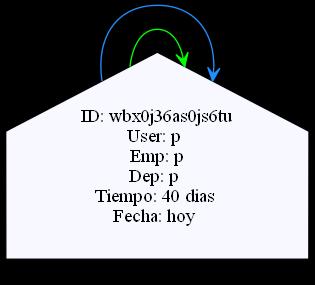 ID: wbx0j36as0js6tu
User: p
Emp: p
Dep: p
Tiempo: 40 dias
Fecha: hoy